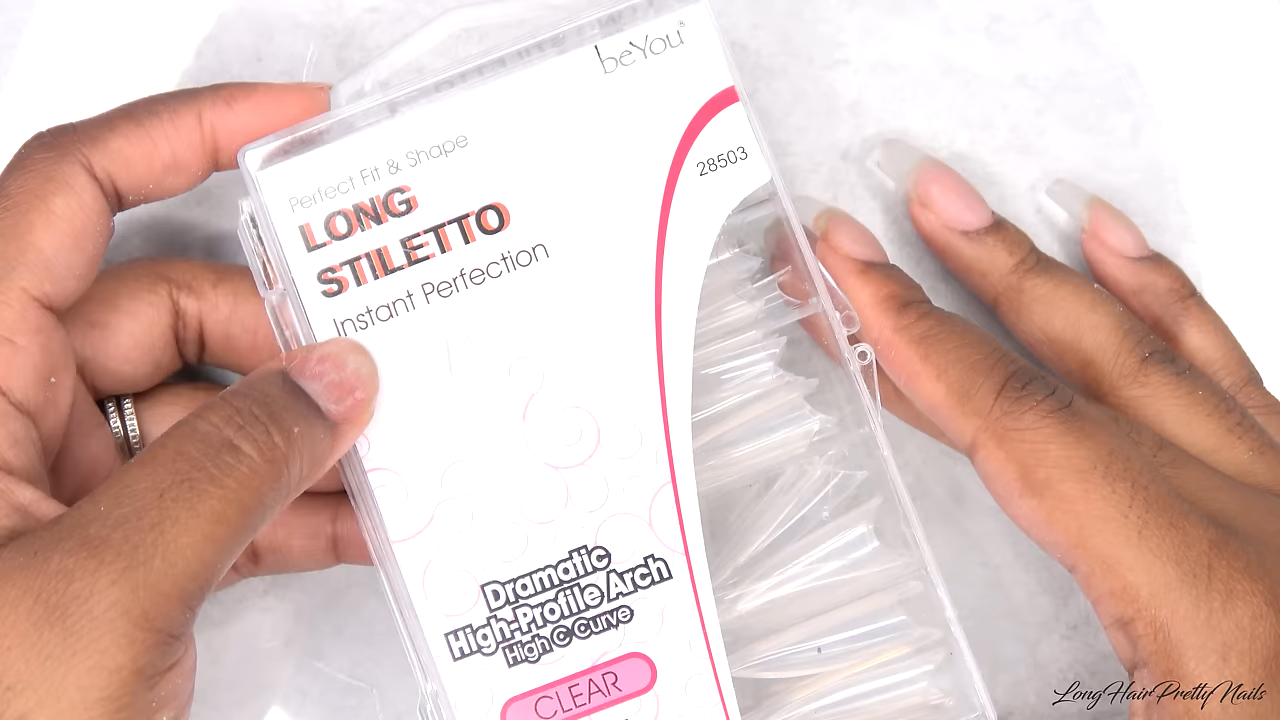 beYou®
28503
Perfect Fit & Shape
LONG
STILETTO
Instant Perfection
Dramatic
High-Profile Arch
High C Curve
CLEAR
LongHairPrettyNails